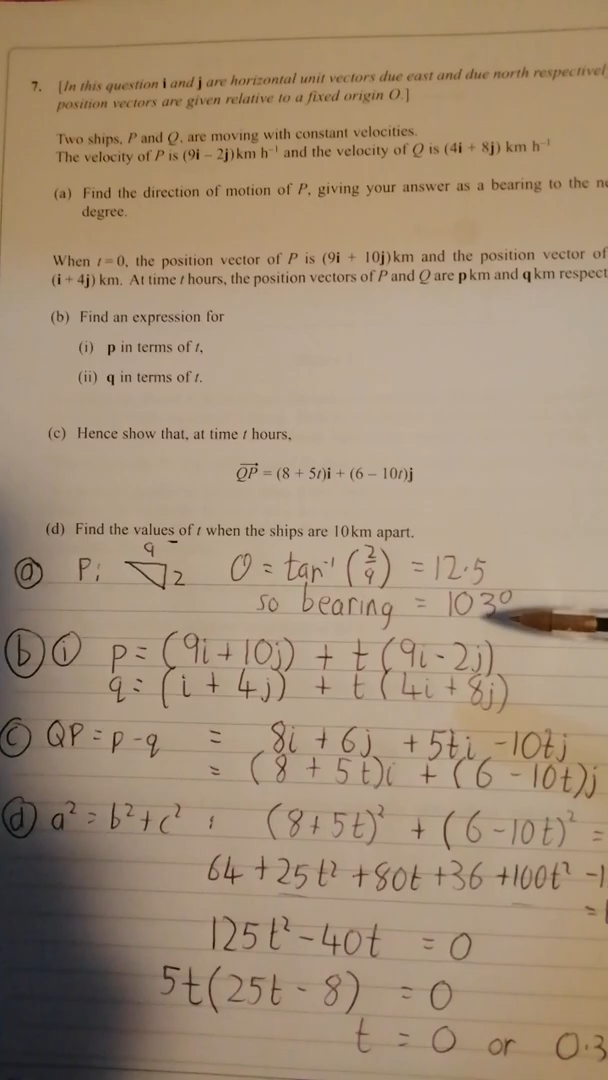 7. [In this question i and j are horizontal unit vectors due east and due north respectivel
position vectors are given relative to a fixed origin O.]
Two ships, P and Q, are moving with constant velocities.
The velocity of P is (9i – 2j) km h⁻¹ and the velocity of Q is (4i + 8j) km h⁻¹
(a) Find the direction of motion of P, giving your answer as a bearing to the ne
degree.
When t = 0, the position vector of P is (9i + 10j) km and the position vector of
(i + 4j) km. At time t hours, the position vectors of P and Q are p km and q km respect
(b) Find an expression for
(i) p in terms of t,
(ii) q in terms of t.
(c) Hence show that, at time t hours,
QP = (8 + 5t)i + (6 – 10t)j
(d) Find the values of t when the ships are 10 km apart.
a P: 9 2 O = tan⁻¹ (2/9) = 12.5
so bearing = 103°
b i p = (9i + 10j) + t(9i - 2j)
q = (i + 4j) + t(4i + 8j)
c QP = p - q = 8i + 6j + 5ti - 10tj
= (8 + 5t)i + (6 - 10t)j
d a² = b² + c² : (8 + 5t)² + (6 - 10t)² =
64 + 25t² + 80t + 36 + 100t² - 1
=
125t² - 40t = 0
5t(25t - 8) = 0
t = 0 or 0.3